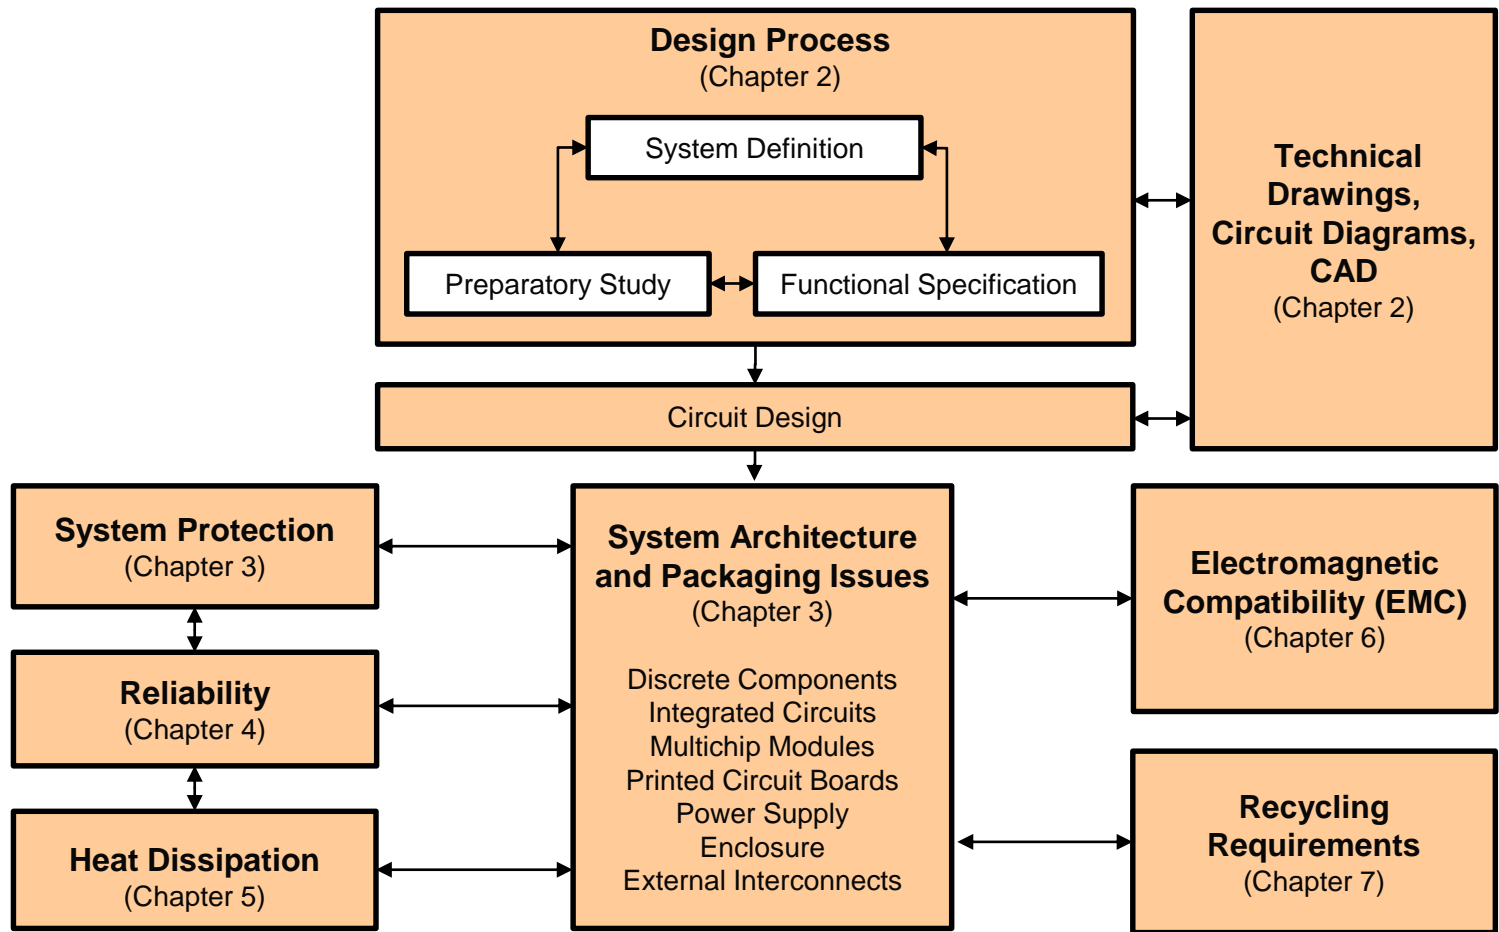 Design Process
(Chapter 2)
System Definition
Preparatory Study
Functional Specification
Technical
Drawings,
Circuit Diagrams,
CAD
(Chapter 2)
Circuit Design
System Protection
(Chapter 3)
Reliability
(Chapter 4)
Heat Dissipation
(Chapter 5)
System Architecture
and Packaging Issues
(Chapter 3)
Discrete Components
Integrated Circuits
Multichip Modules
Printed Circuit Boards
Power Supply
Enclosure
External Interconnects
Electromagnetic
Compatibility (EMC)
(Chapter 6)
Recycling
Requirements
(Chapter 7)